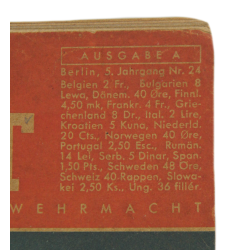 AUSGABE A
Berlin, 5. Jahrgang Nr. 24
Belgien 2 Fr., Bulgarien 8
Lewa, Dänem. 40 Øre, Finnl.
4,50 mk, Frankr. 4 Fr., Grie-
chenland 8 Dr., Ital. 2 Lire,
Kroatien 5 Kuna, Niederld.
20 Cts., Norwegen 40 Øre,
Portugal 2,50 Esc., Rumän.
14 Lei, Serb. 5 Dinar, Span.
1,50 Pts., Schweden 48 Öre,
Schweiz 40 Rappen, Slowa-
kei 2,50 Ks., Ung. 36 fillér.
T
WEHRMACHT